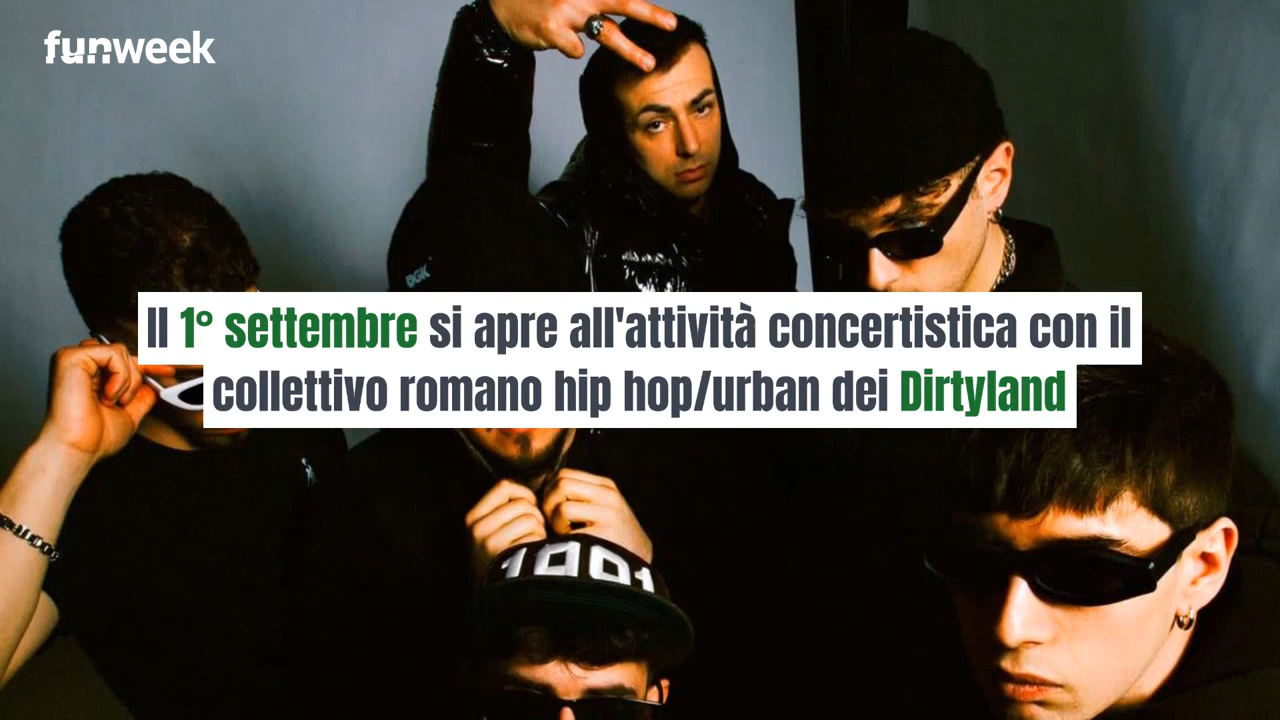 funweek
DGK
Il 1° settembre si apre all'attività concertistica con il
collettivo romano hip hop/urban dei Dirtyland
1001